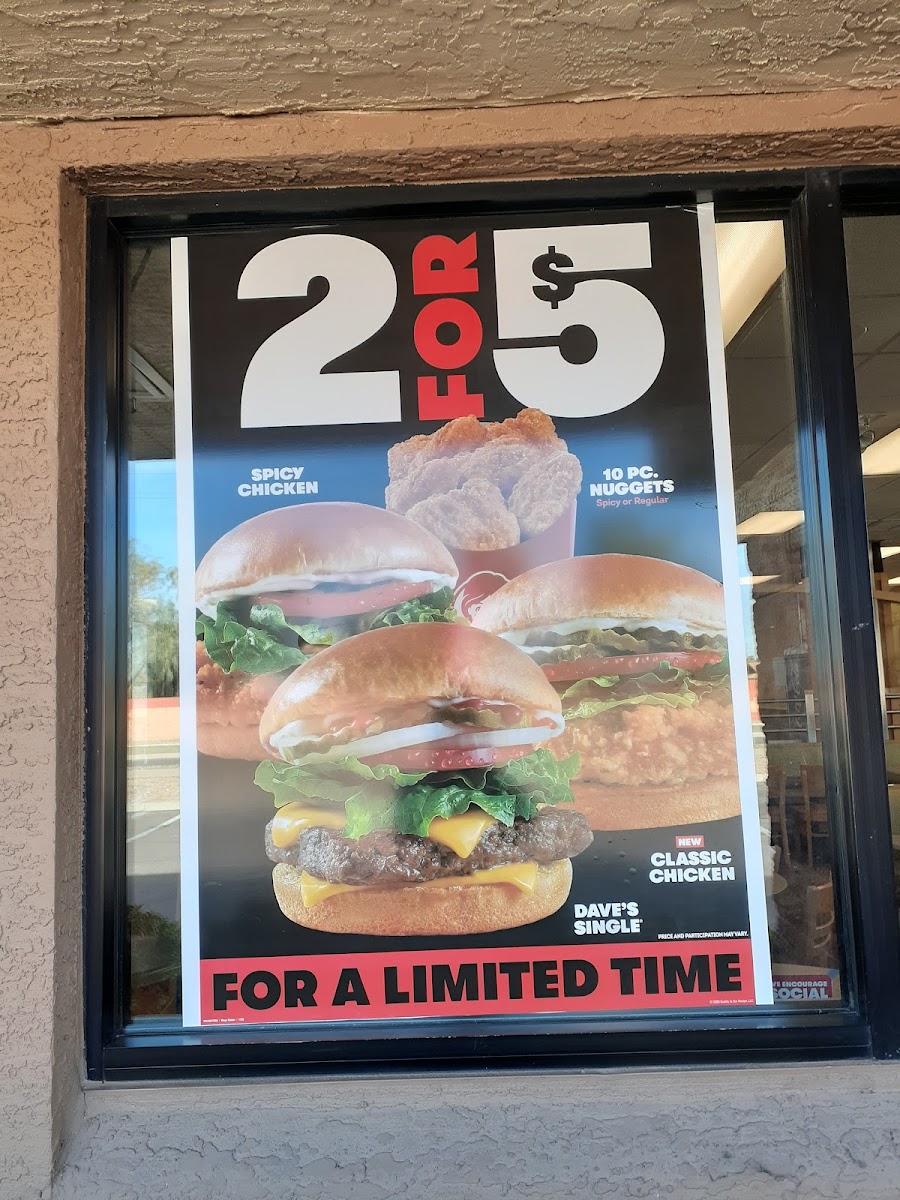 2 FOR $5
SPICY
CHICKEN
10 PC.
NUGGETS
Spicy or Regular
NEW
CLASSIC
CHICKEN
DAVE'S
SINGLE®
PRICE AND PARTICIPATION MAY VARY.
FOR A LIMITED TIME
ENCOURAGE
SOCIAL